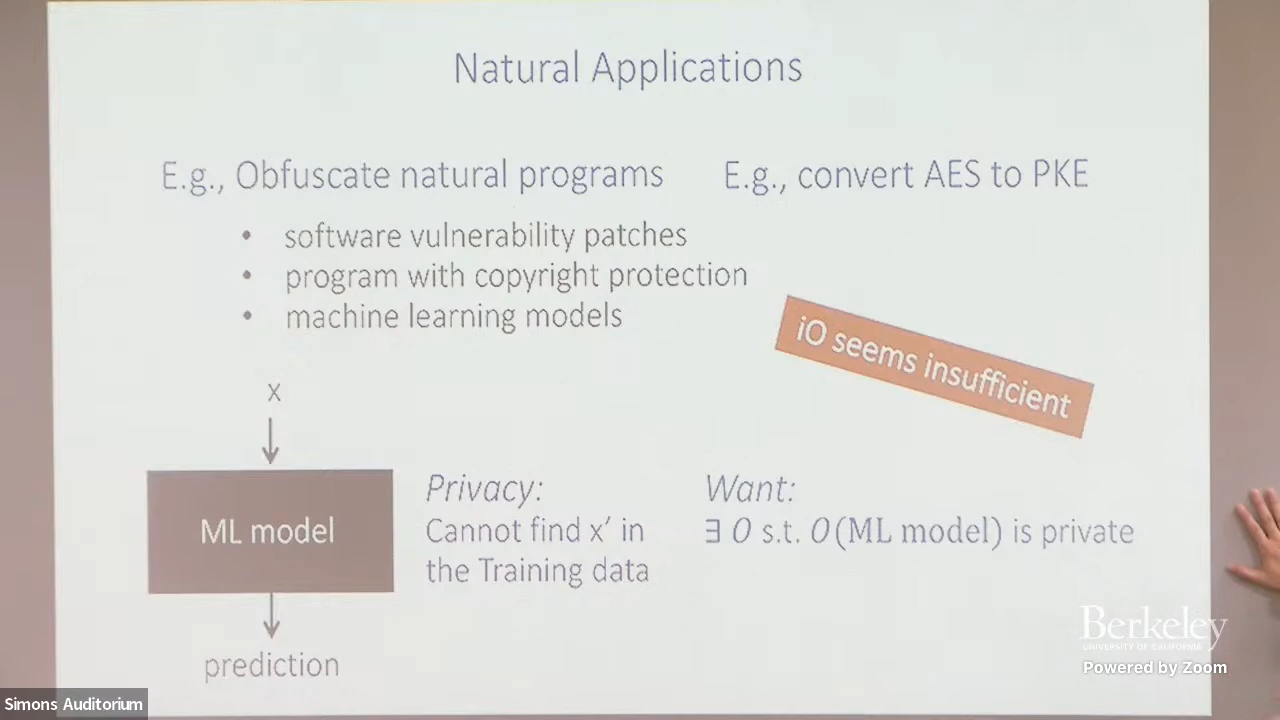 Natural Applications
E.g., Obfuscate natural programs
E.g., convert AES to PKE
• software vulnerability patches
• program with copyright protection
• machine learning models
iO seems insufficient
x
ML model
prediction
Privacy:
Cannot find x′ in
the Training data
Want:
∃ O s.t. O(ML model) is private
Berkeley
UNIVERSITY OF CALIFORNIA
Powered by Zoom
Simons Auditorium